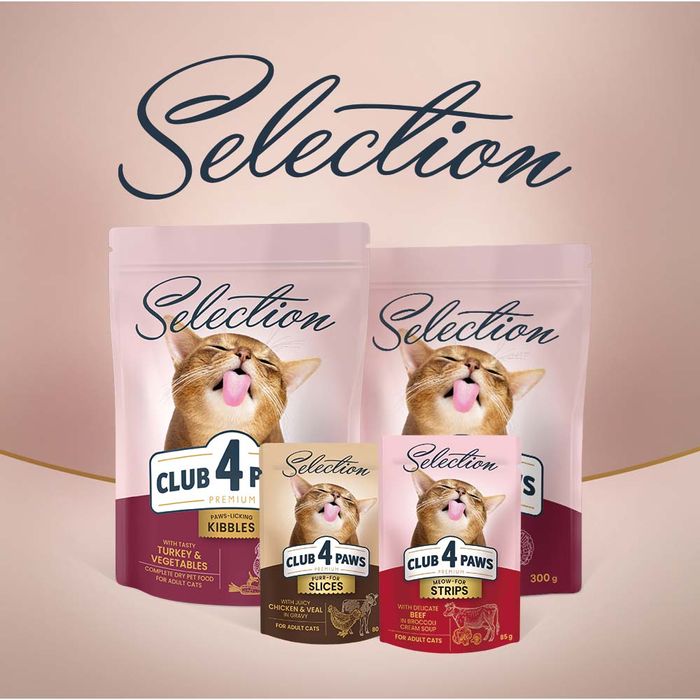 Selection
Selection
CLUB 4 PAWS
PREMIUM
PAWS-LICKING
KIBBLES
WITH TASTY
TURKEY &
VEGETABLES
COMPLETE DRY PET FOOD
FOR ADULT CATS
Selection
WS
300 g
Selection
CLUB 4 PAWS
PREMIUM
PURR-FOR
SLICES
WITH JUICY
CHICKEN & VEAL
IN GRAVY
FOR ADULT CATS
80
Selection
CLUB 4 PAWS
PREMIUM
MEOW-FOR
STRIPS
WITH DELICATE
BEEF
IN BROCCOLI
CREAM SOUP
FOR ADULT CATS
85 g